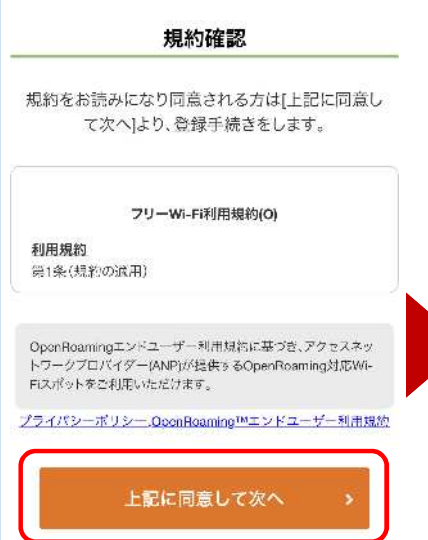 規約確認
規約をお読みになり同意される方は[上記に同意し
て次へ]より、登録手続きをします。
フリーWi-Fi利用規約(O)
利用規約
第1条(規約の適用)
OpenRoamingエンドユーザー利用規約に基づき、アクセスネッ
トワークプロバイダー(ANP)が提供するOpenRoaming対応Wi-
Fiスポットをご利用いただけます。
プライバシーポリシー,OpenRoaming™エンドユーザー利用規約
上記に同意して次へ >